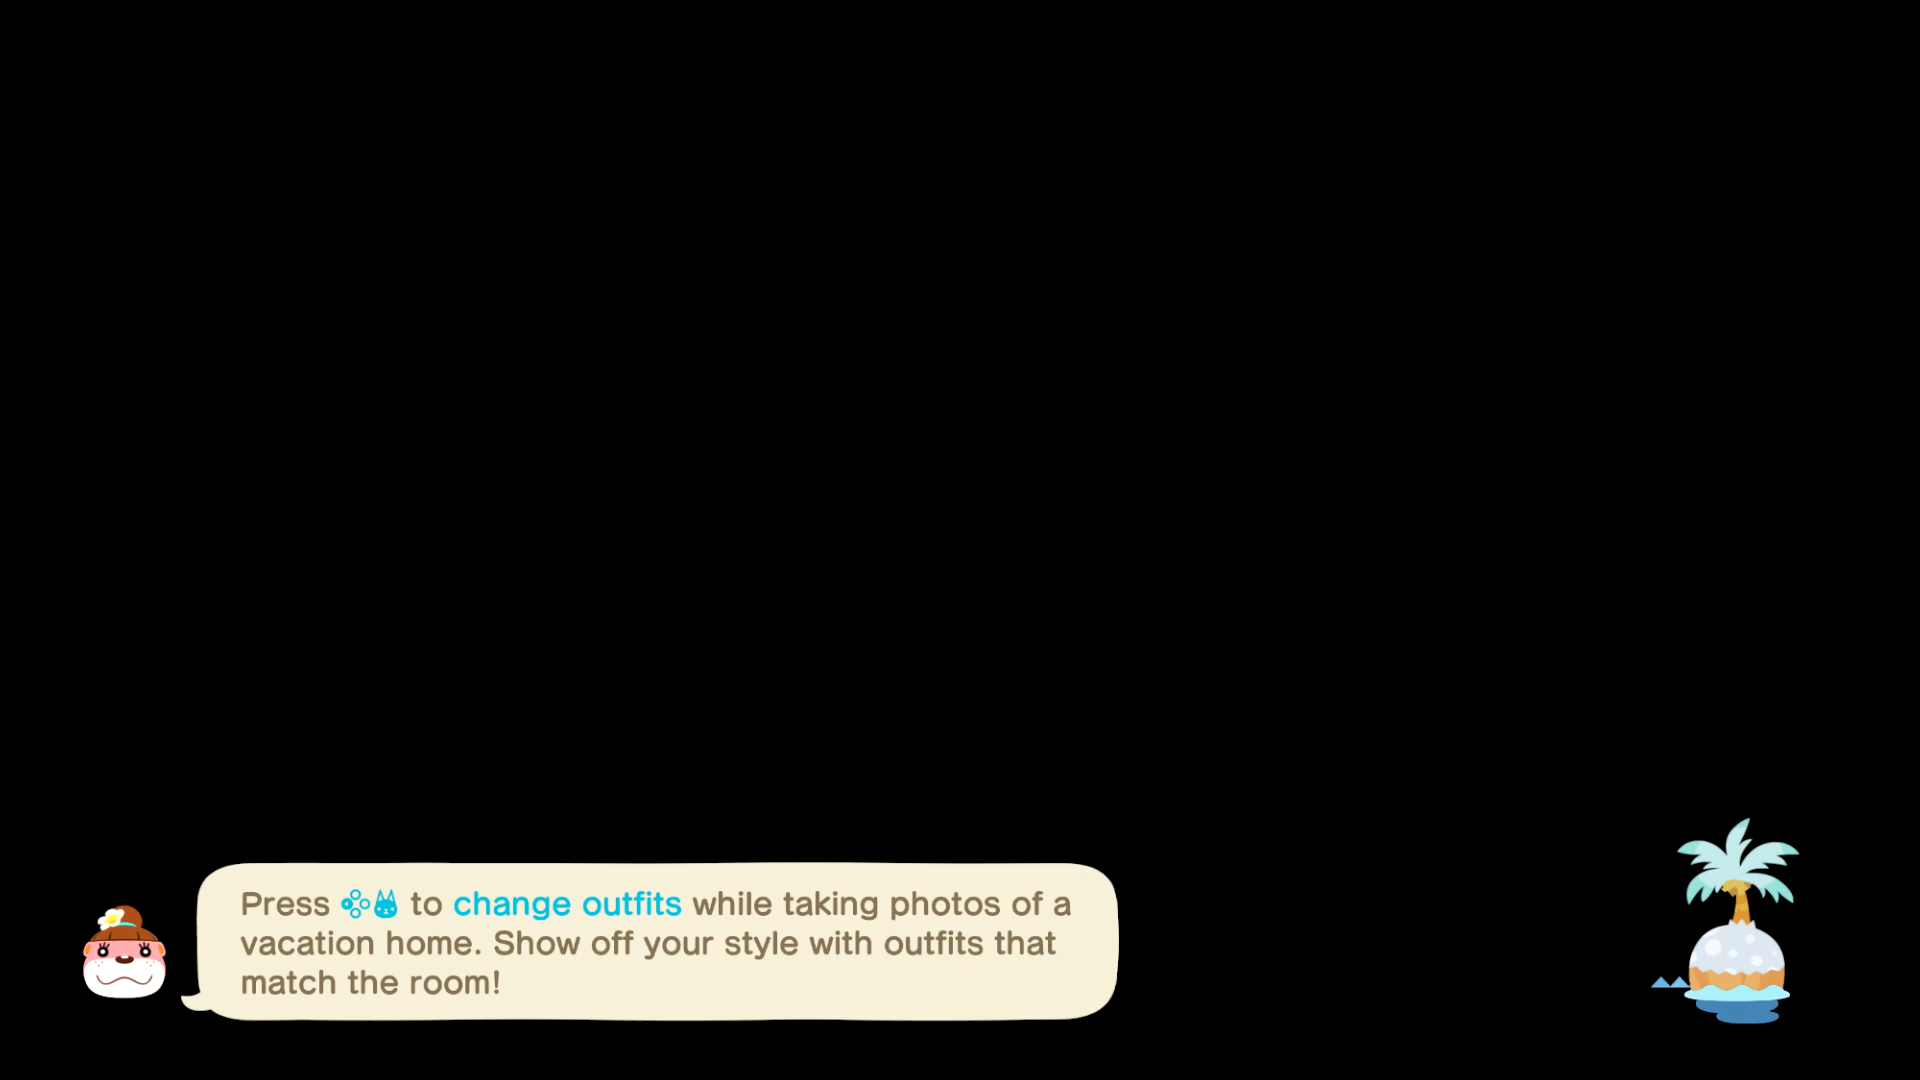 Press to change outfits while taking photos of a
vacation home. Show off your style with outfits that
match the room!